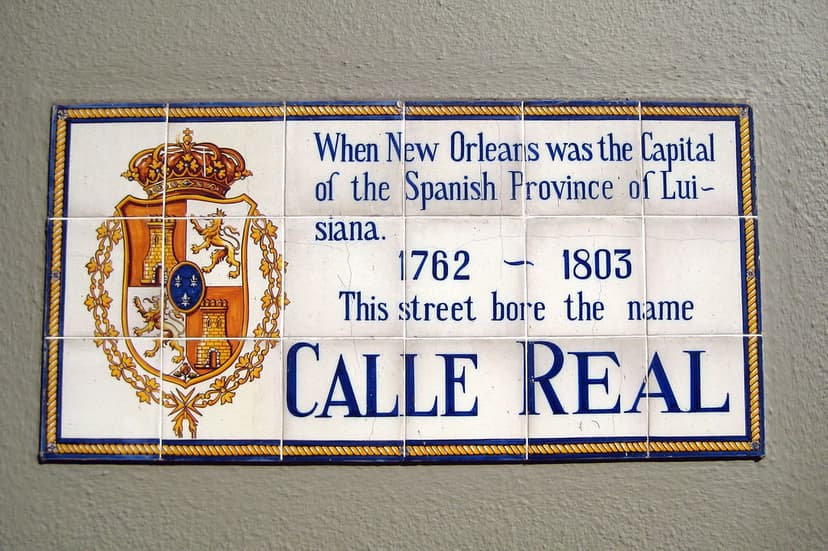 When New Orleans was the Capital
of the Spanish Province of Lui~
siana.
1762 ~ 1803
This street bore the name
CALLE REAL